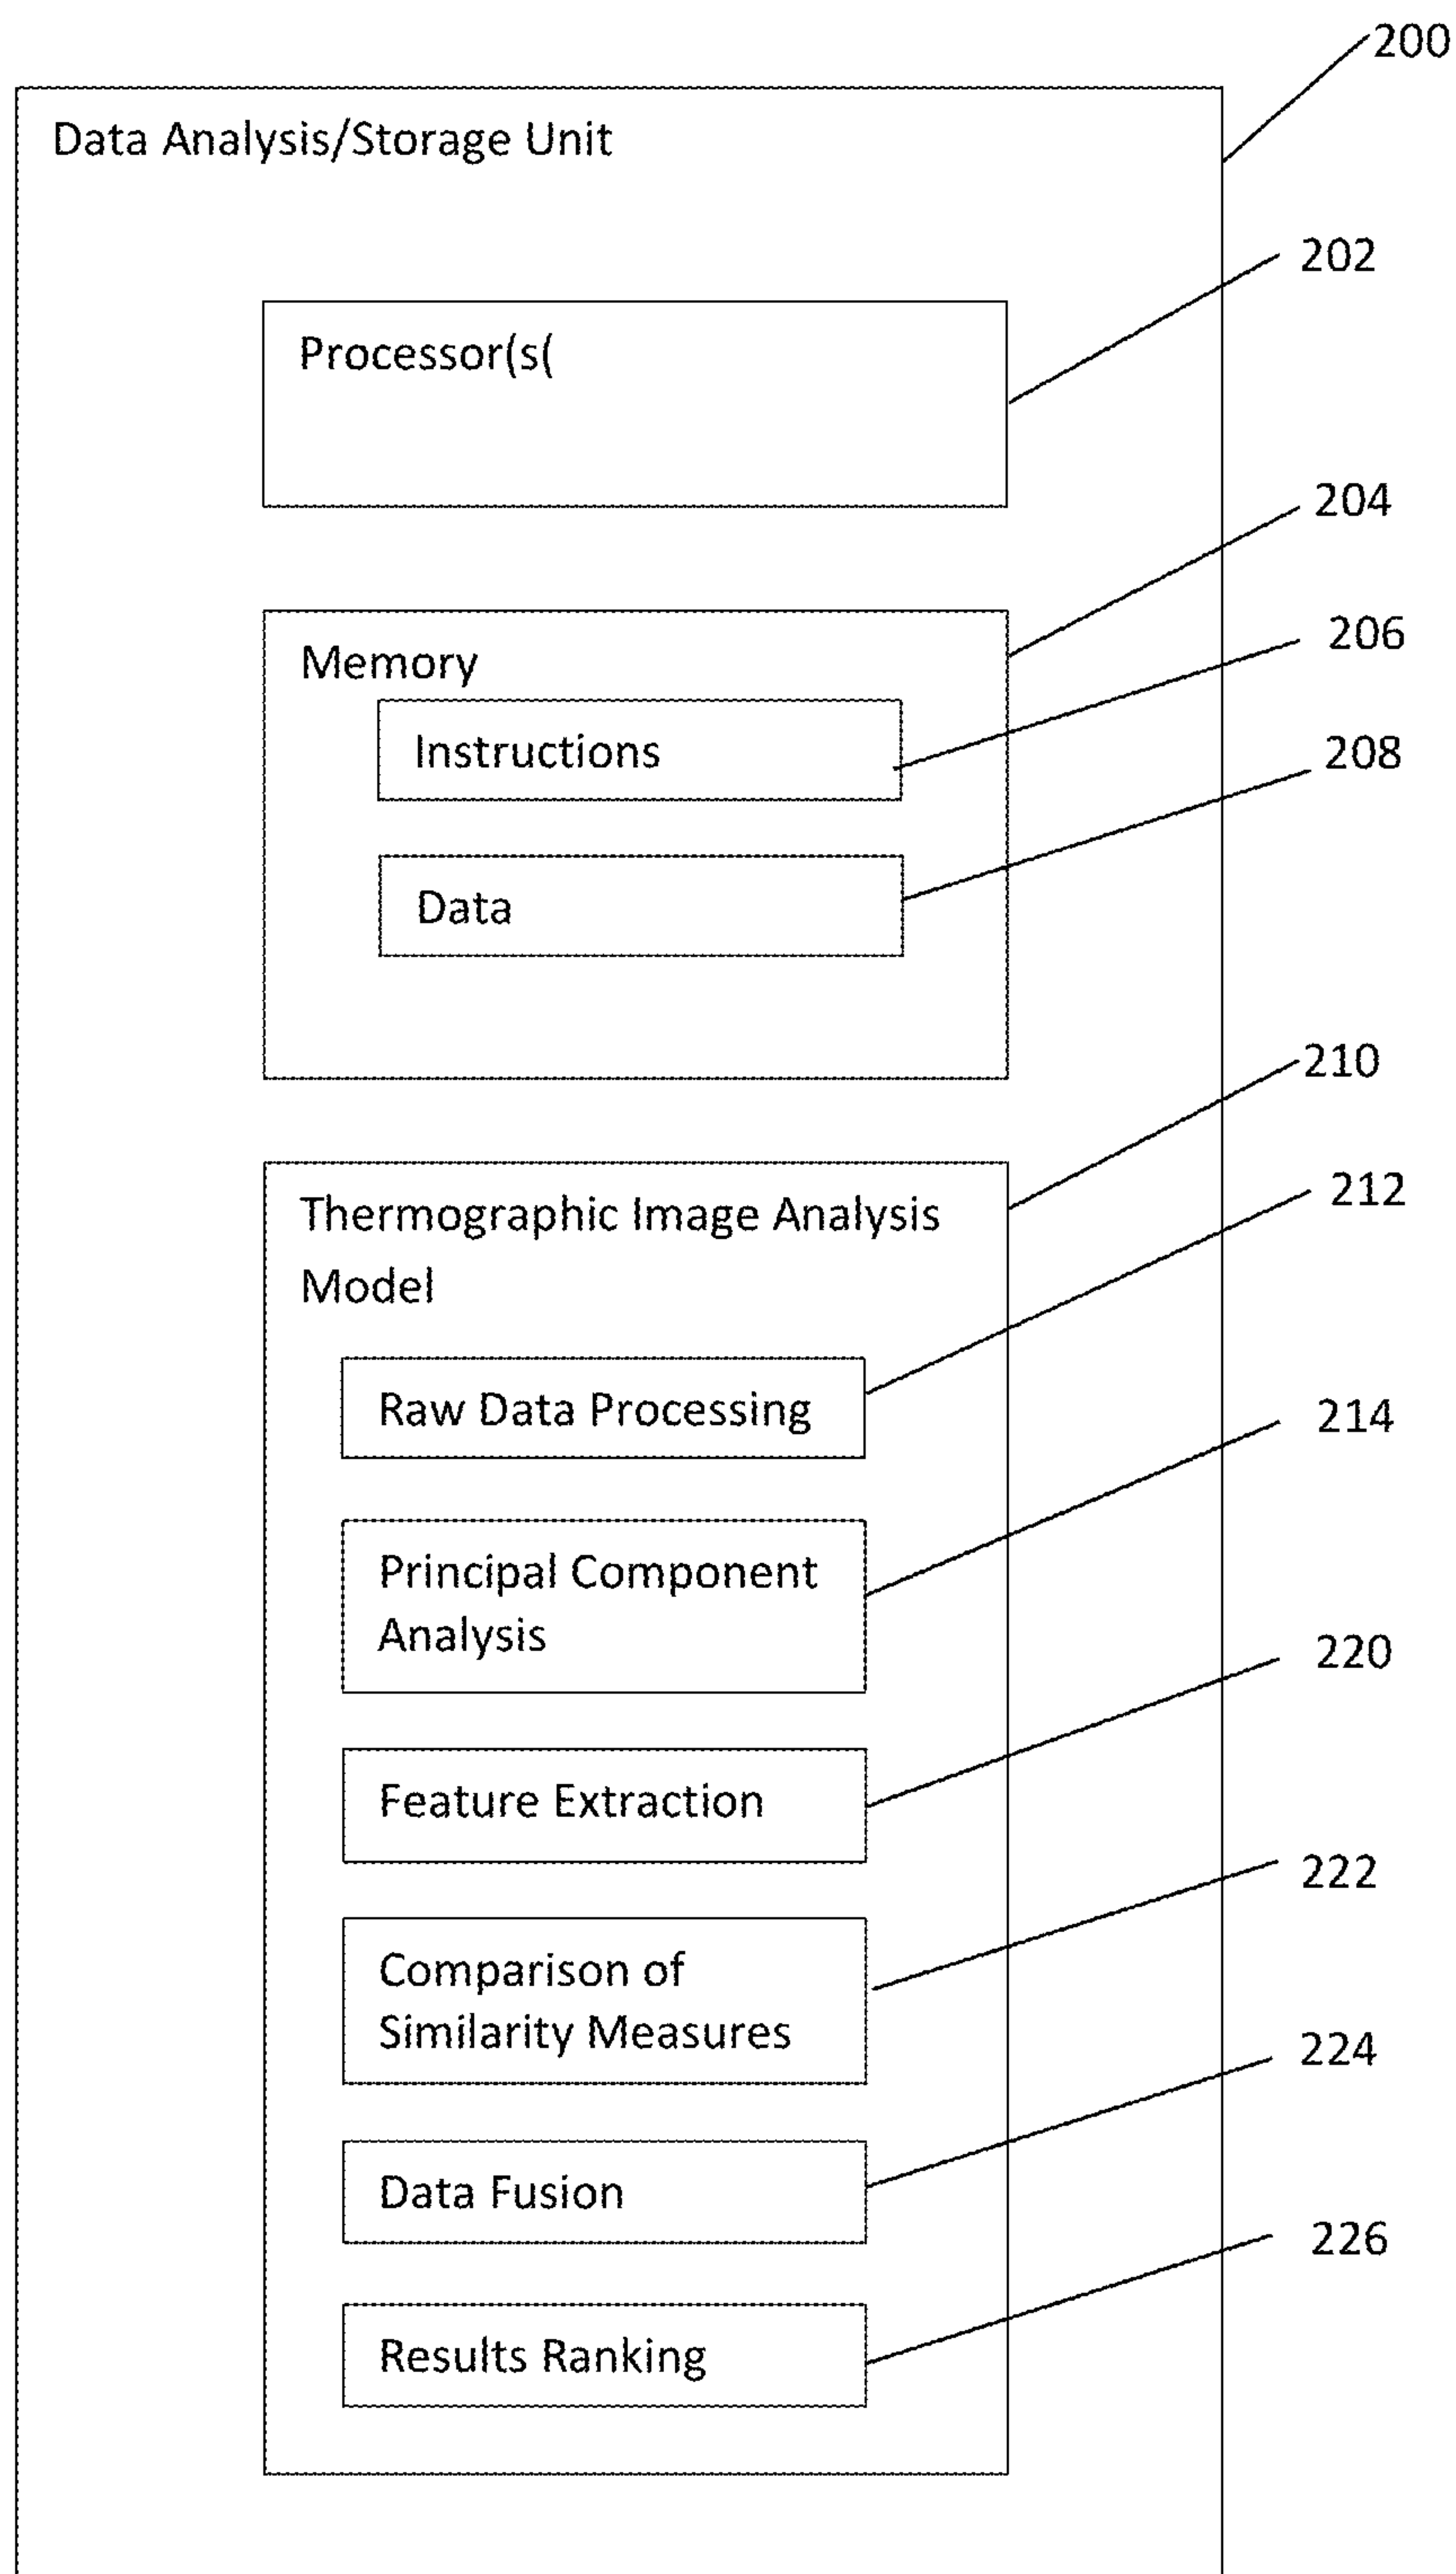 200
Data Analysis/Storage Unit
202
Processor(s(
204
Memory
206
Instructions
208
Data
210
Thermographic Image Analysis
Model
212
Raw Data Processing
214
Principal Component
Analysis
220
Feature Extraction
222
Comparison of
Similarity Measures
224
Data Fusion
226
Results Ranking